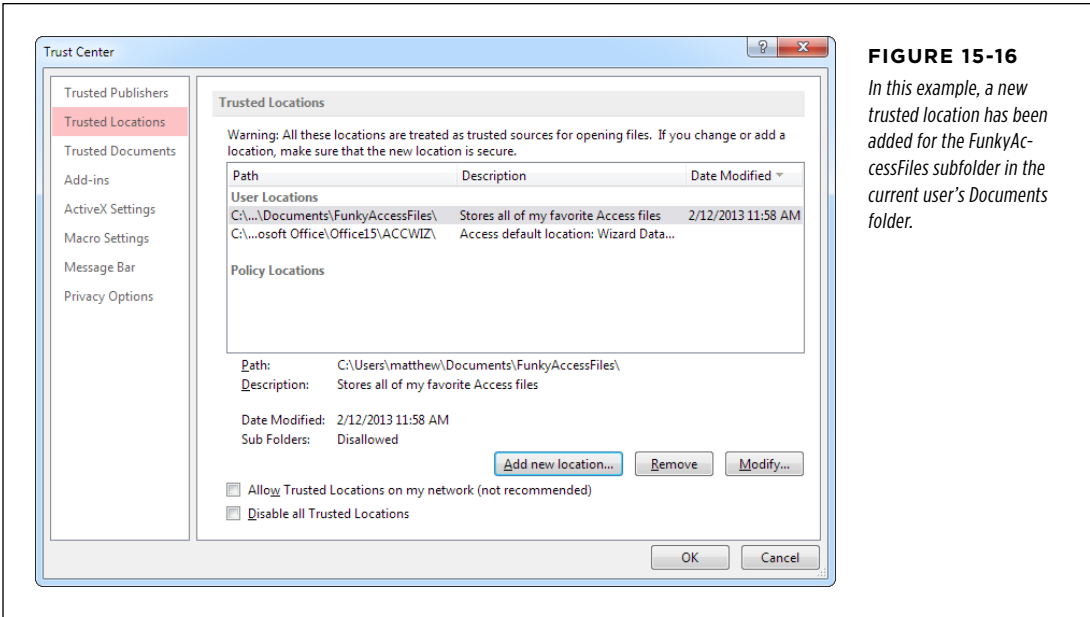 Trust Center
Trusted Publishers
Trusted Locations
Trusted Documents
Add-ins
ActiveX Settings
Macro Settings
Message Bar
Privacy Options
Trusted Locations
Warning: All these locations are treated as trusted sources for opening files. If you change or add a
location, make sure that the new location is secure.
Path Description Date Modified
User Locations
C:\...\Documents\FunkyAccessFiles\ Stores all of my favorite Access files 2/12/2013 11:58 AM
C:\...osoft Office\Office15\ACCWIZ\ Access default location: Wizard Data...
Policy Locations
Path: C:\Users\matthew\Documents\FunkyAccessFiles\
Description: Stores all of my favorite Access files
Date Modified: 2/12/2013 11:58 AM
Sub Folders: Disallowed
Add new location... Remove Modify...
Allow Trusted Locations on my network (not recommended)
Disable all Trusted Locations
OK Cancel
FIGURE 15-16
In this example, a new
trusted location has been
added for the FunkyAc-
cessFiles subfolder in the
current user's Documents
folder.